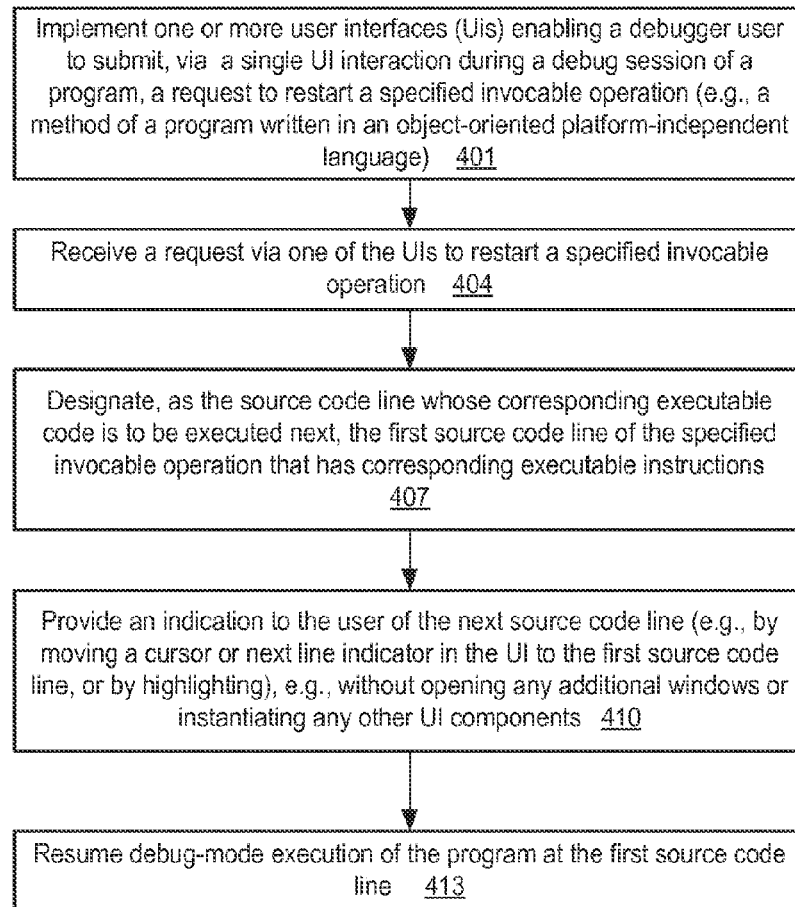 Implement one or more user interfaces (Uis) enabling a debugger user
to submit, via a single UI interaction during a debug session of a
program, a request to restart a specified invocable operation (e.g., a
method of a program written in an object-oriented platform-independent
language) 401
Receive a request via one of the UIs to restart a specified invocable
operation 404
Designate, as the source code line whose corresponding executable
code is to be executed next, the first source code line of the specified
invocable operation that has corresponding executable instructions
407
Provide an indication to the user of the next source code line (e.g., by
moving a cursor or next line indicator in the UI to the first source code
line, or by highlighting), e.g., without opening any additional windows or
instantiating any other UI components 410
Resume debug-mode execution of the program at the first source code
line 413